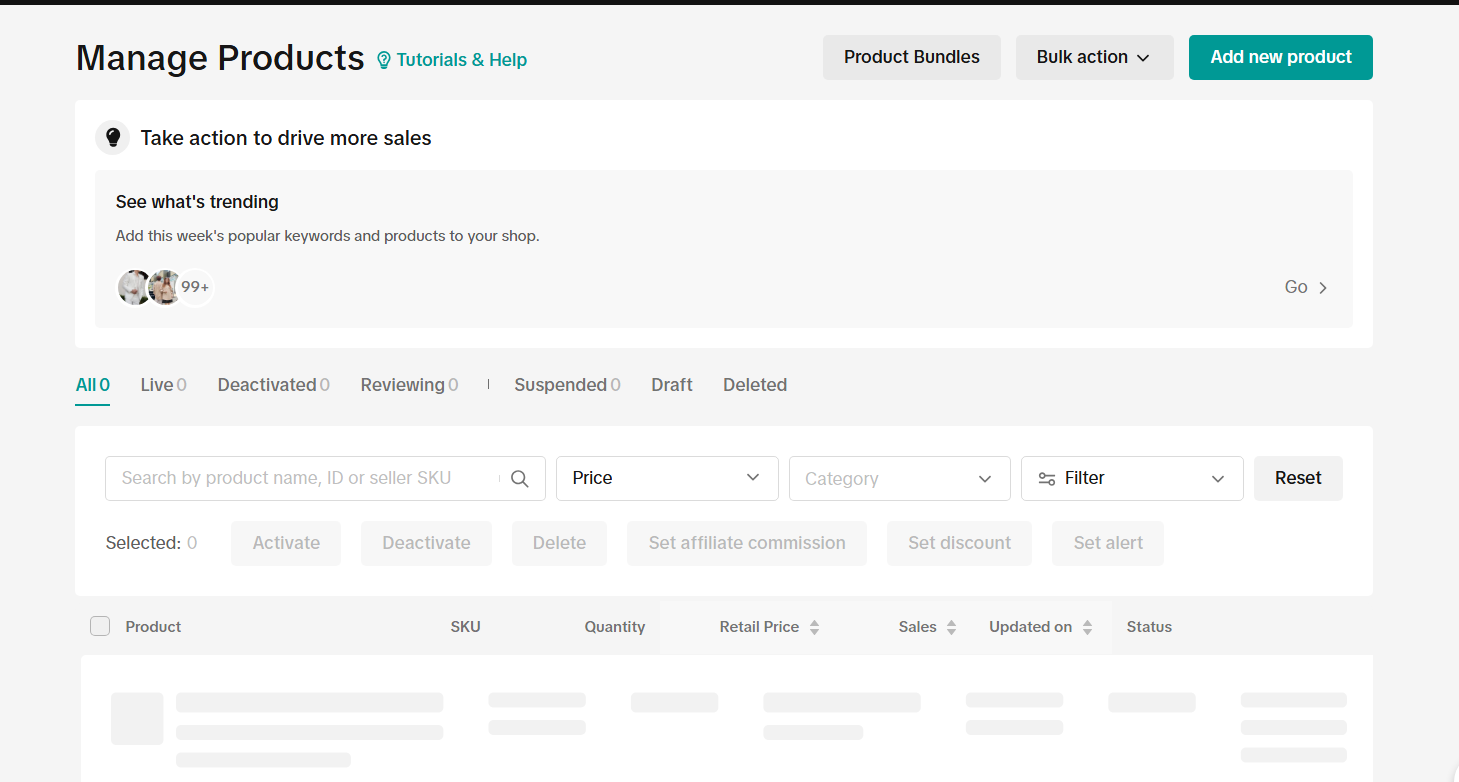 Manage Products Tutorials & Help Product Bundles Bulk action Add new product
Take action to drive more sales
See what's trending
Add this week's popular keywords and products to your shop.
99+ Go
All 0 Live 0 Deactivated 0 Reviewing 0 Suspended 0 Draft Deleted
Search by product name, ID or seller SKU Price Category Filter Reset
Selected: 0 Activate Deactivate Delete Set affiliate commission Set discount Set alert
Product SKU Quantity Retail Price Sales Updated on Status